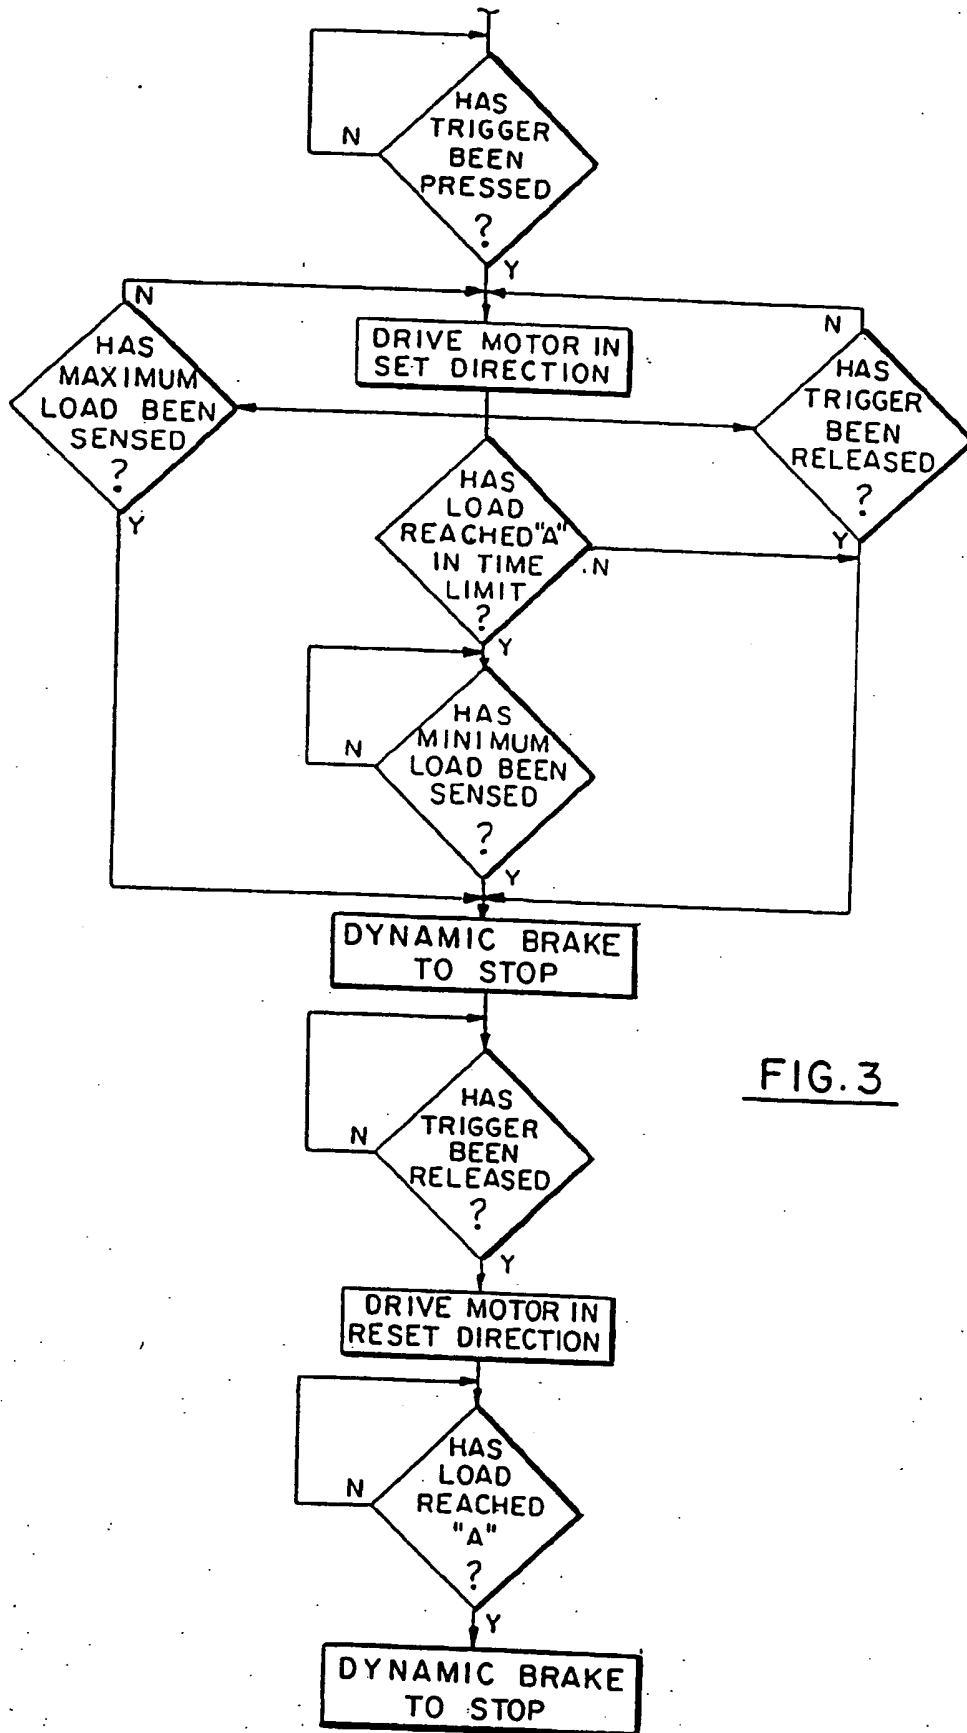 HAS
TRIGGER
BEEN
PRESSED
?
N
Y
DRIVE MOTOR IN
SET DIRECTION
HAS
MAXIMUM
LOAD BEEN
SENSED
?
N
Y
HAS
TRIGGER
BEEN
RELEASED
?
N
Y
HAS
LOAD
REACHED "A"
IN TIME
LIMIT
?
N
Y
HAS
MINIMUM
LOAD BEEN
SENSED
?
N
Y
DYNAMIC BRAKE
TO STOP
HAS
TRIGGER
BEEN
RELEASED
?
N
Y
FIG. 3
DRIVE MOTOR IN
RESET DIRECTION
HAS
LOAD
REACHED
"A"
?
N
Y
DYNAMIC BRAKE
TO STOP